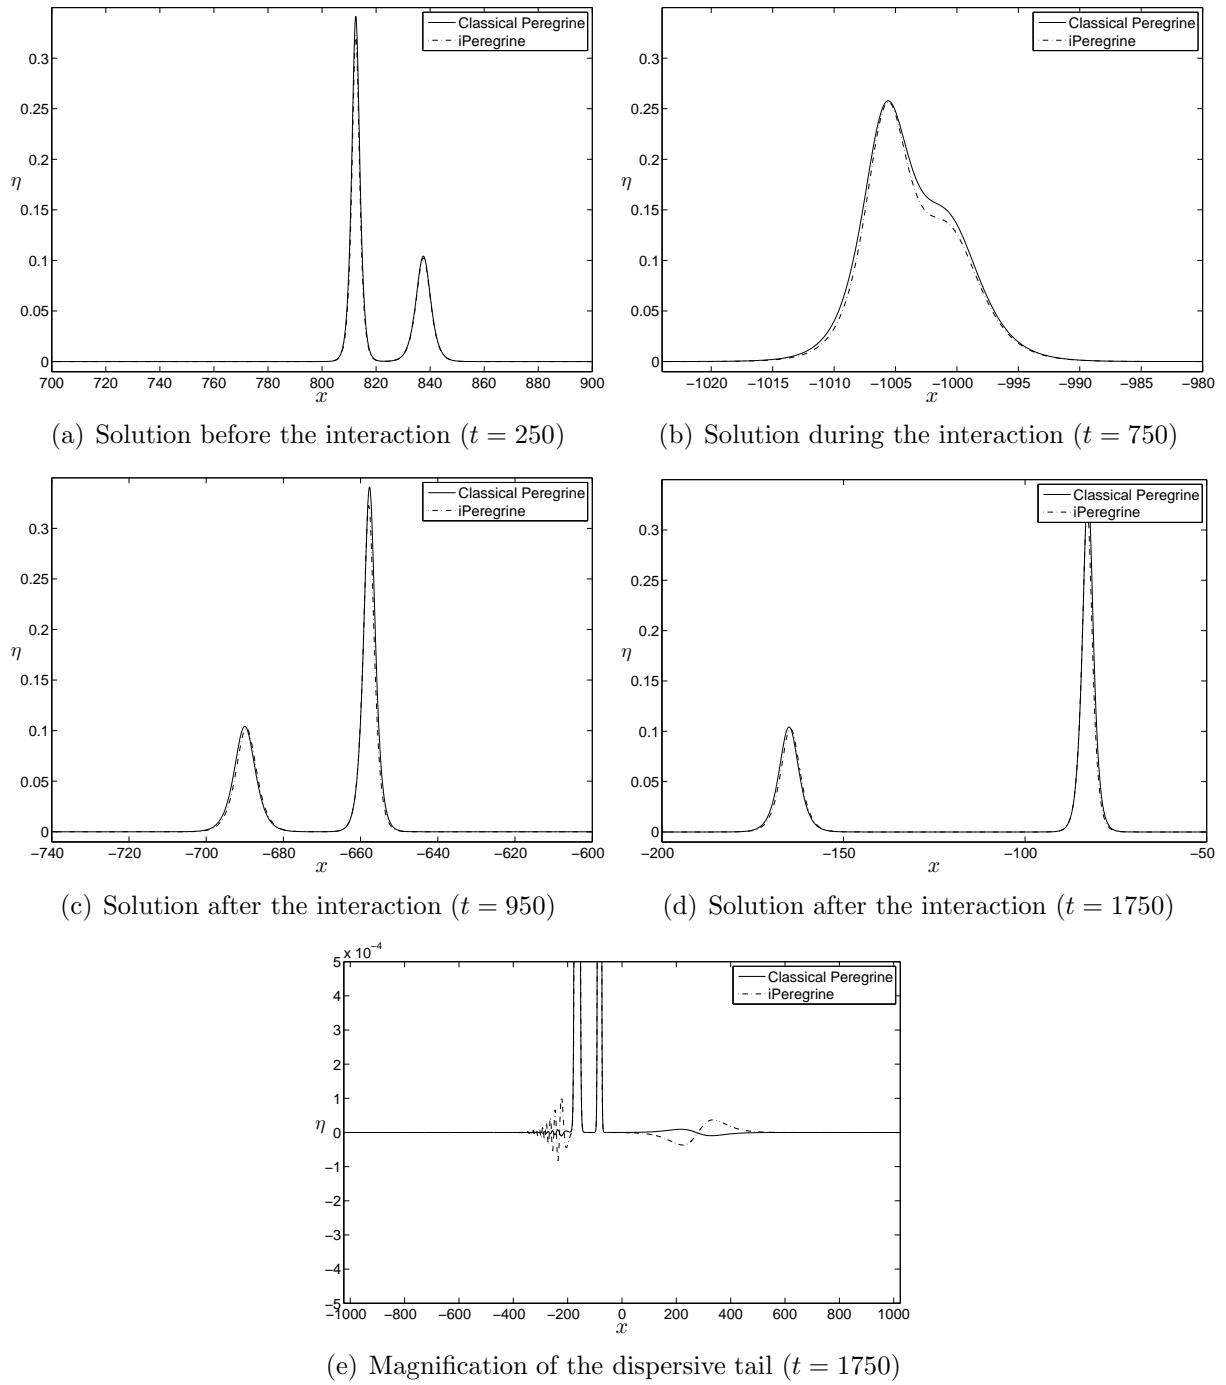 Classical Peregrine
iPeregrine
0.3
0.25
0.2
0.15
0.1
0.05
0
η
700 720 740 760 780 800 820 840 860 880 900
x
(a) Solution before the interaction (t = 250)
Classical Peregrine
iPeregrine
0.3
0.25
0.2
0.15
0.1
0.05
0
η
−1020 −1015 −1010 −1005 −1000 −995 −990 −985 −980
x
(b) Solution during the interaction (t = 750)
Classical Peregrine
iPeregrine
0.3
0.25
0.2
0.15
0.1
0.05
0
η
−740 −720 −700 −680 −660 −640 −620 −600
x
(c) Solution after the interaction (t = 950)
Classical Peregrine
iPeregrine
0.3
0.25
0.2
0.15
0.1
0.05
0
η
−200 −150 −100 −50
x
(d) Solution after the interaction (t = 1750)
x 10⁻⁴
Classical Peregrine
iPeregrine
5
4
3
2
1
0
−1
−2
−3
−4
−5
η
−1000 −800 −600 −400 −200 0 200 400 600 800 1000
x
(e) Magnification of the dispersive tail (t = 1750)